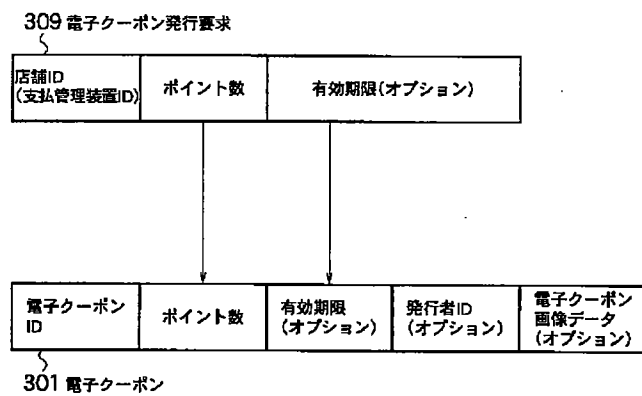 309 電子クーポン発行要求
店舗ID
(支払管理装置ID)
ポイント数
有効期限(オプション)
電子クーポン
ID
ポイント数
有効期限
(オプション)
発行者ID
(オプション)
電子クーポン
画像データ
(オプション)
301 電子クーポン